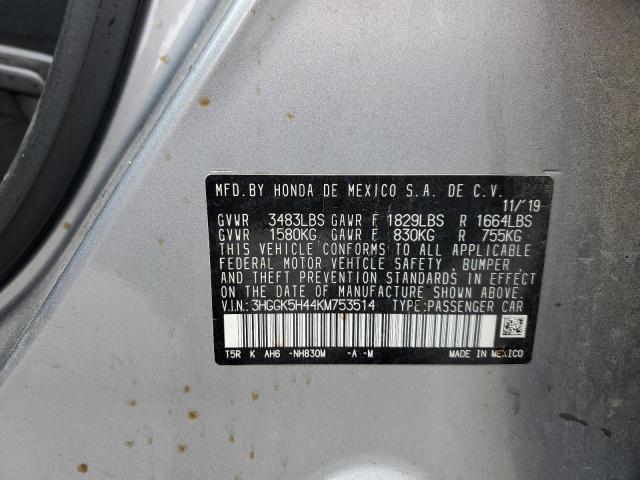 MFD.BY HONDA DE MEXICO S.A. DE C.V.
11/'19
GVWR 3483LBS GAWR F 1829LBS R 1664LBS
GVWR 1580KG GAWR F 830KG R 755KG
THIS VEHICLE CONFORMS TO ALL APPLICABLE
FEDERAL MOTOR VEHICLE SAFETY , BUMPER ,
AND THEFT PREVENTION STANDARDS IN EFFECT
ON THE DATE OF MANUFACTURE SHOWN ABOVE.
V.I.N.:3HGGK5H44KM753514 TYPE:PASSENGER CAR
T5R K AH6 -NH830M -A -M MADE IN MEXICO